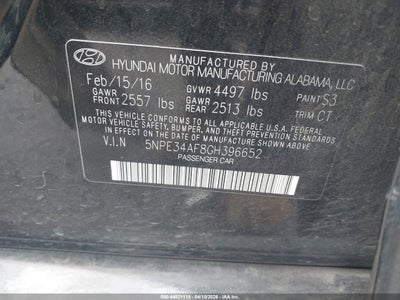 MANUFACTURED BY
HYUNDAI MOTOR MANUFACTURING ALABAMA, LLC
Feb/15/16 GVWR 4497 lbs PAINT S3
GAWR FRONT 2557 lbs GAWR REAR 2513 lbs TRIM CT
THIS VEHICLE CONFORMS TO ALL APPLICABLE U.S.A. FEDERAL
MOTOR VEHICLE SAFETY, BUMPER, AND THEFT PREVENTION STANDARDS
IN EFFECT ON THE DATE OF MANUFACTURE SHOWN ABOVE.
V.I.N 5NPE34AF8GH396652
PASSENGER CAR